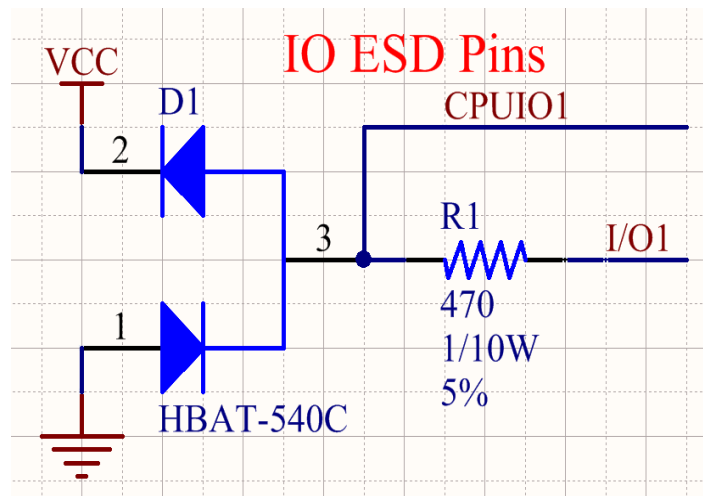 IO ESD Pins
VCC
D1
CPUIO1
2
3
R1
I/O1
470
1
1/10W
5%
HBAT-540C